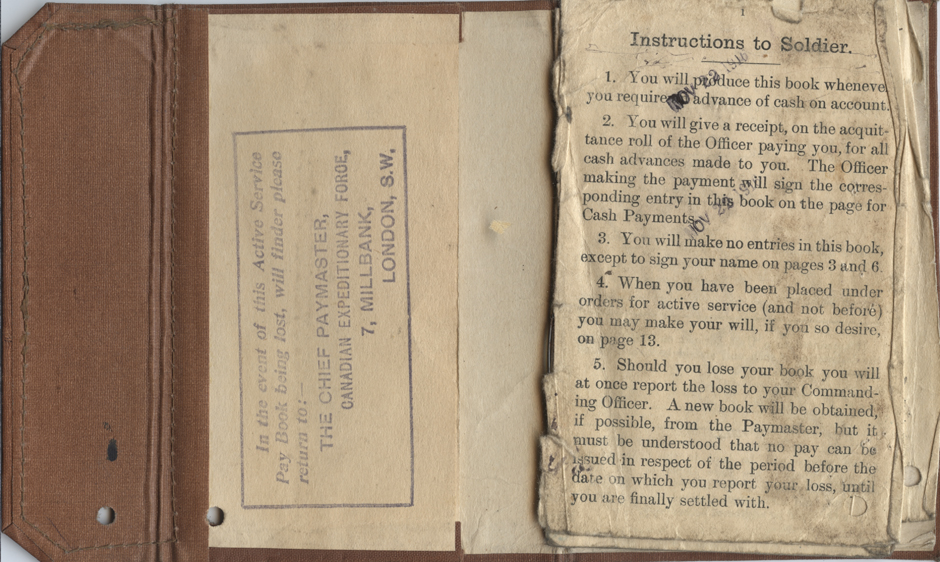 In the event of this Active Service
Pay Book being lost, will finder please
return to:—
THE CHIEF PAYMASTER,
CANADIAN EXPEDITIONARY FORCE,
7, MILLBANK,
LONDON, S.W.
I
Instructions to Soldier.
1. You will produce this book whenever
you require advance of cash on account.
NOV 22
2. You will give a receipt, on the acquit-
tance roll of the Officer paying you, for all
cash advances made to you. The Officer
making the payment will sign the corres-
ponding entry in this book on the page for
Cash Payments.
NOV 22
3. You will make no entries in this book,
except to sign your name on pages 3 and 6.
4. When you have been placed under
orders for active service (and not before)
you may make your will, if you so desire,
on page 13.
5. Should you lose your book you will
at once report the loss to your Command-
ing Officer. A new book will be obtained,
if possible, from the Paymaster, but it
must be understood that no pay can be
issued in respect of the period before the
date on which you report your loss, until
you are finally settled with.